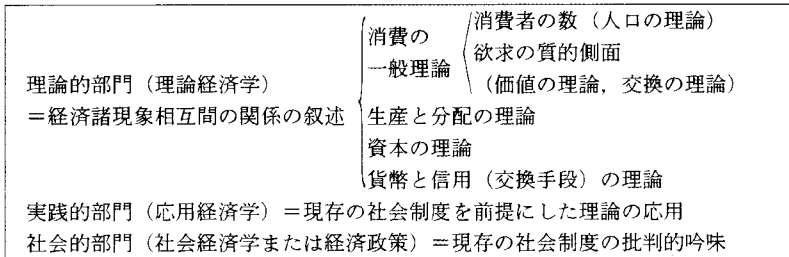 消費の
一般理論
消費者の数（人口の理論）
欲求の質的側面
（価値の理論，交換の理論）
理論的部門（理論経済学）
＝経済諸現象相互間の関係の叙述
生産と分配の理論
資本の理論
貨幣と信用（交換手段）の理論
実践的部門（応用経済学）＝現存の社会制度を前提にした理論の応用
社会的部門（社会経済学または経済政策）＝現存の社会制度の批判的吟味